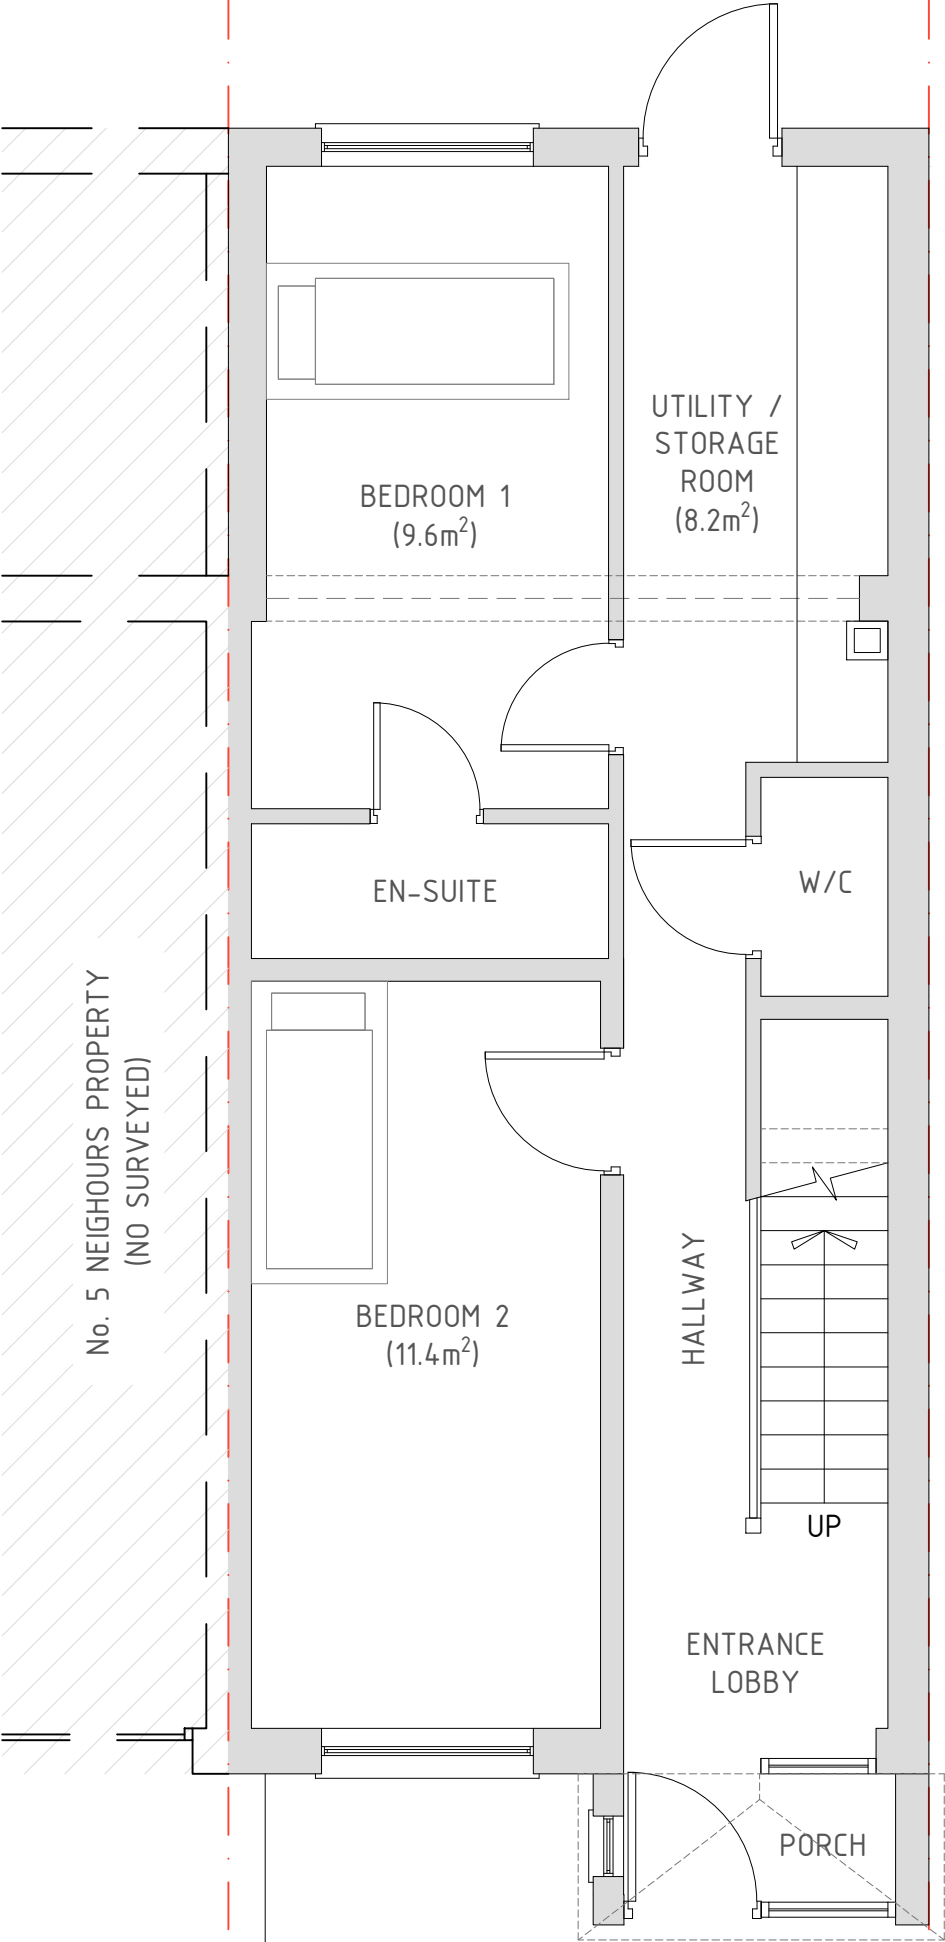 UTILITY /
STORAGE
ROOM
(8.2m²)
BEDROOM 1
(9.6m²)
W/C
EN-SUITE
No. 5 NEIGHOURS PROPERTY
(NO SURVEYED)
HALLWAY
BEDROOM 2
(11.4m²)
UP
ENTRANCE
LOBBY
PORCH